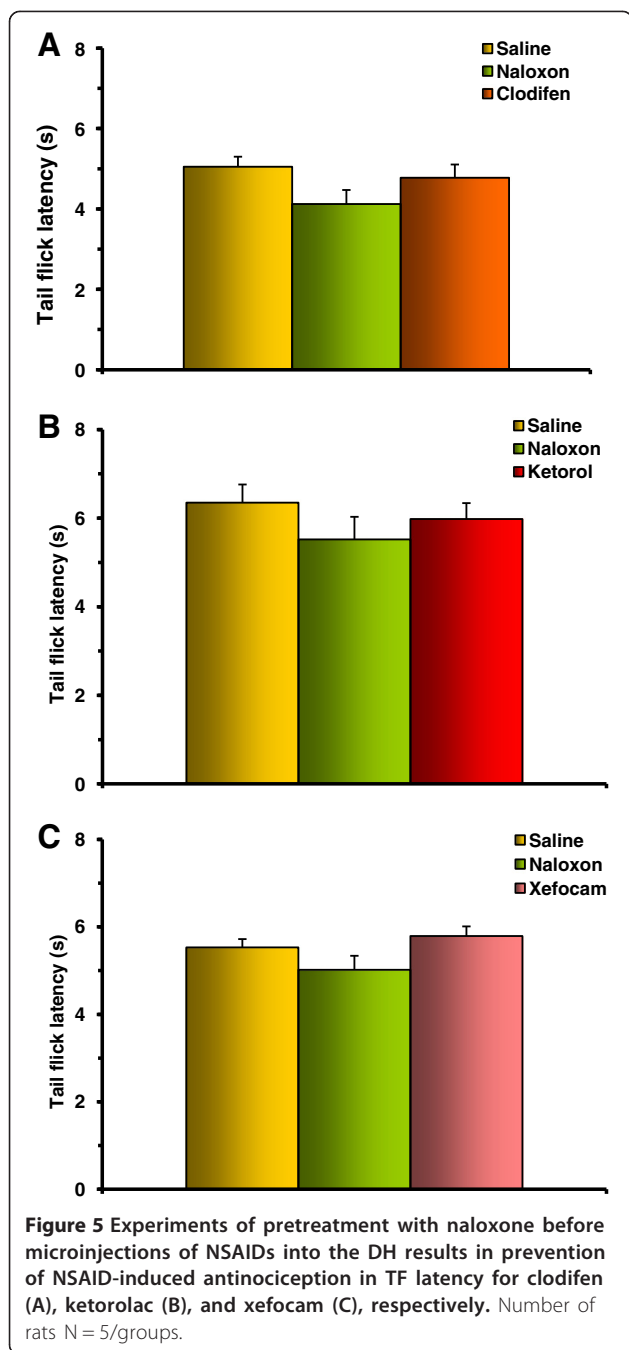 A
8
6
4
2
0
Tail flick latency (s)
Saline
Naloxon
Clodifen
B
8
6
4
2
0
Tail flick latency (s)
Saline
Naloxon
Ketorol
C
8
6
4
2
0
Tail flick latency (s)
Saline
Naloxon
Xefocam
Figure 5 Experiments of pretreatment with naloxone before
microinjections of NSAIDs into the DH results in prevention
of NSAID-induced antinociception in TF latency for clodifen
(A), ketorolac (B), and xefocam (C), respectively. Number of
rats N = 5/groups.